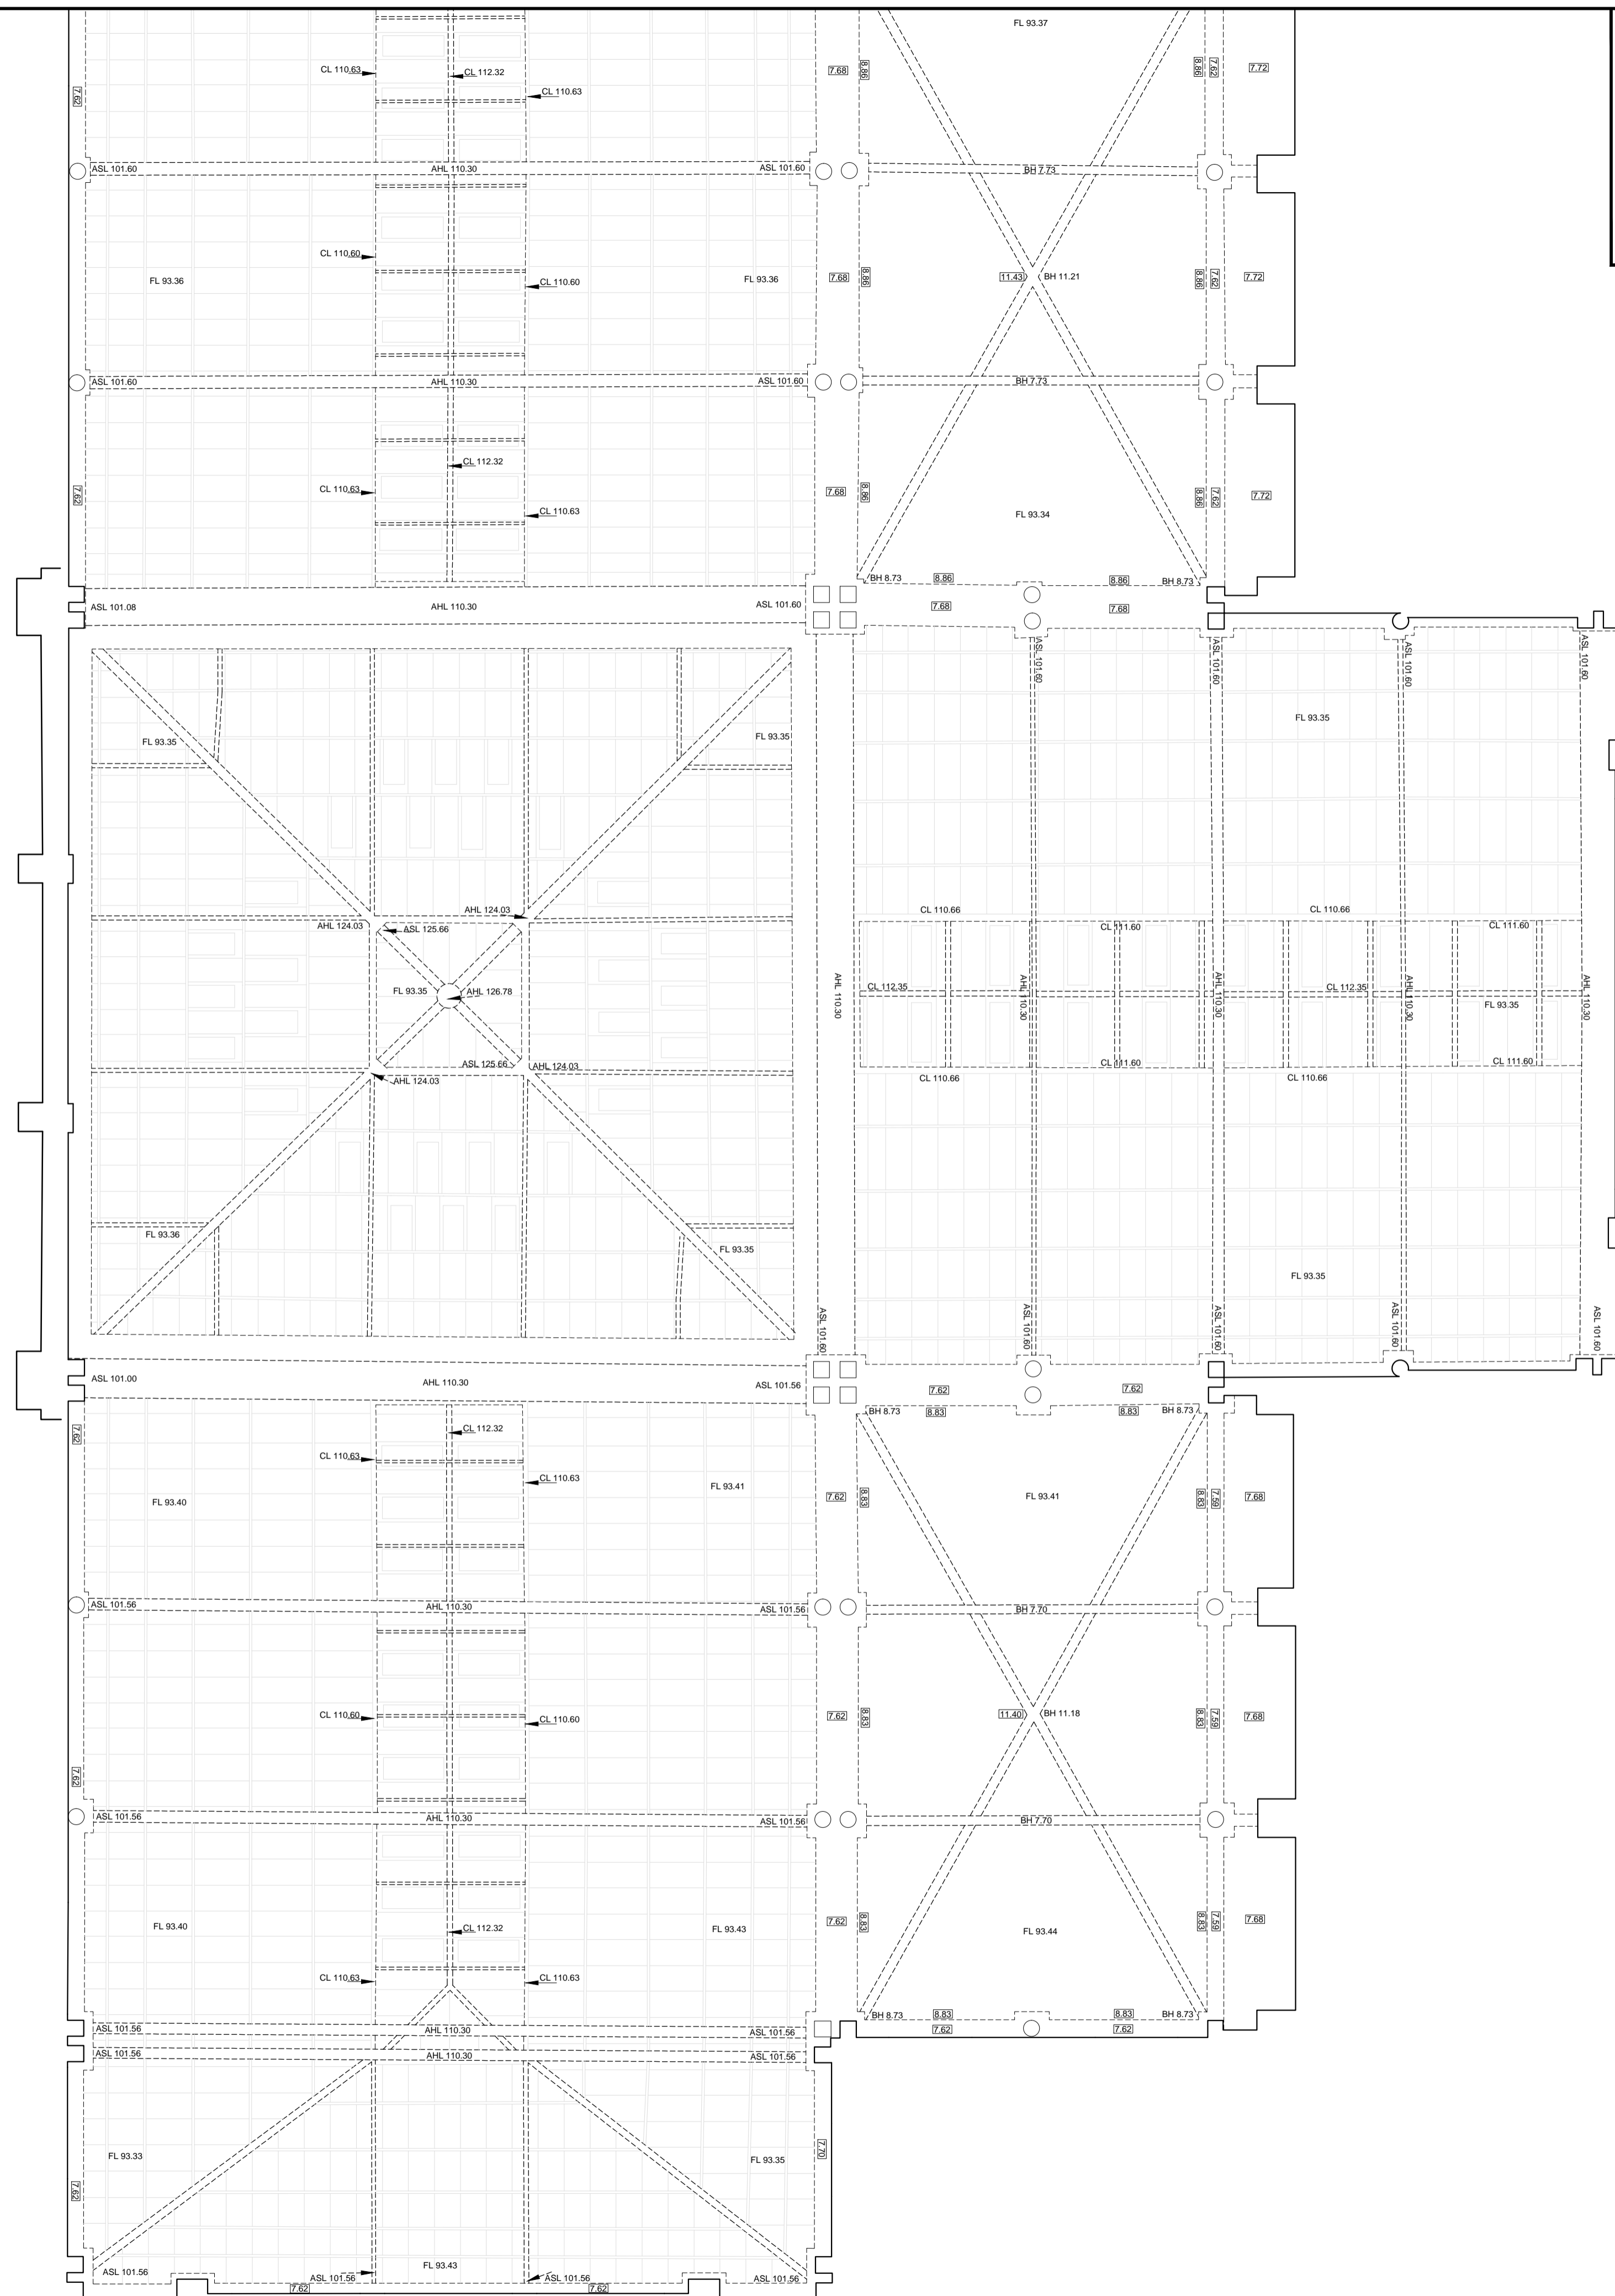 FL 93.37
CL 110.63
CL 112.32
7.68
8.86
8.86
7.62
7.72
7.62
CL 110.63
ASL 101.60
AHL 110.30
ASL 101.60
BH 7.73
CL 110.60
FL 93.36
CL 110.60
FL 93.36
7.68
8.86
11.43
BH 11.21
8.86
7.62
7.72
ASL 101.60
AHL 110.30
ASL 101.60
BH 7.73
CL 112.32
CL 110.63
7.62
CL 110.63
7.68
8.86
FL 93.34
8.86
7.62
7.72
BH 8.73
8.86
8.86
BH 8.73
ASL 101.08
AHL 110.30
ASL 101.60
7.68
7.68
ASL 101.60
ASL 101.60
ASL 101.60
ASL 101.60
FL 93.35
FL 93.35
FL 93.35
AHL 124.03
AHL 124.03
ASL 125.66
CL 110.66
CL 110.66
CL 111.60
CL 111.60
FL 93.35
AHL 126.78
AHL 110.30
CL 112.35
AHL 110.30
AHL 110.30
CL 112.35
AHL 110.30
FL 93.35
AHL 110.30
ASL 125.66
AHL 124.03
AHL 124.03
CL 111.60
CL 111.60
CL 110.66
CL 110.66
FL 93.36
FL 93.35
FL 93.35
ASL 101.60
ASL 101.60
ASL 101.60
ASL 101.60
ASL 101.60
ASL 101.00
AHL 110.30
ASL 101.56
7.62
7.62
BH 8.73
8.83
8.83
BH 8.73
7.62
CL 112.32
CL 110.63
CL 110.63
FL 93.40
FL 93.41
7.62
8.83
FL 93.41
8.83
7.59
7.68
ASL 101.56
AHL 110.30
ASL 101.56
BH 7.70
CL 110.60
CL 110.60
7.62
8.83
11.40
BH 11.18
8.83
7.59
7.68
7.62
ASL 101.56
AHL 110.30
ASL 101.56
BH 7.70
FL 93.40
CL 112.32
FL 93.43
7.62
8.83
FL 93.44
8.83
7.59
7.68
CL 110.63
CL 110.63
BH 8.73
8.83
8.83
BH 8.73
ASL 101.56
AHL 110.30
ASL 101.56
7.62
7.62
ASL 101.56
AHL 110.30
ASL 101.56
FL 93.33
FL 93.35
7.70
7.62
FL 93.43
ASL 101.56
ASL 101.56
ASL 101.56
ASL 101.56
7.62
7.62